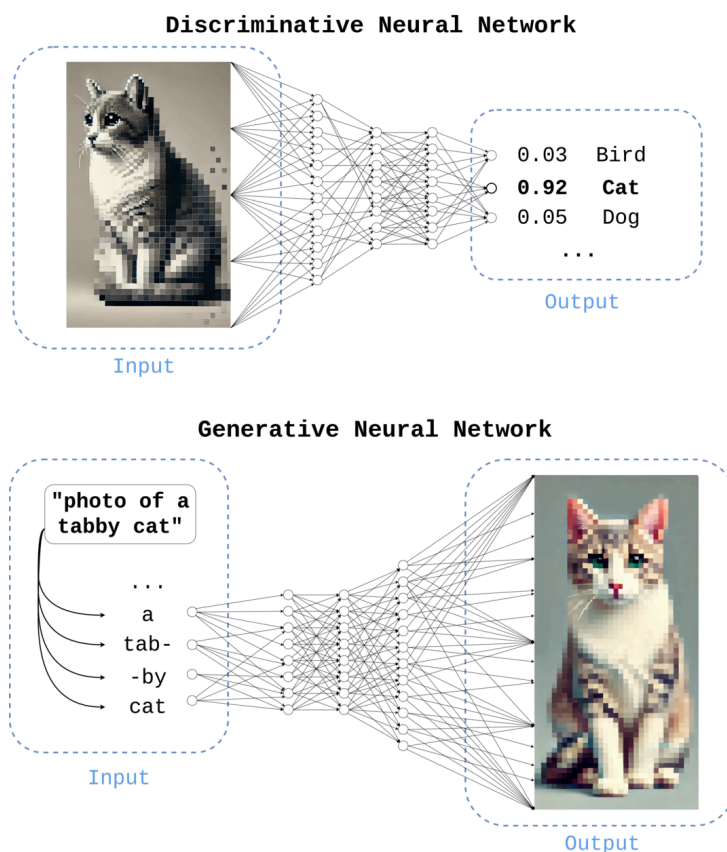 Discriminative Neural Network
0.03 Bird
0.92 Cat
0.05 Dog
...
Output
Input
Generative Neural Network
"photo of a
tabby cat"
...
a
tab-
-by
cat
Input
Output